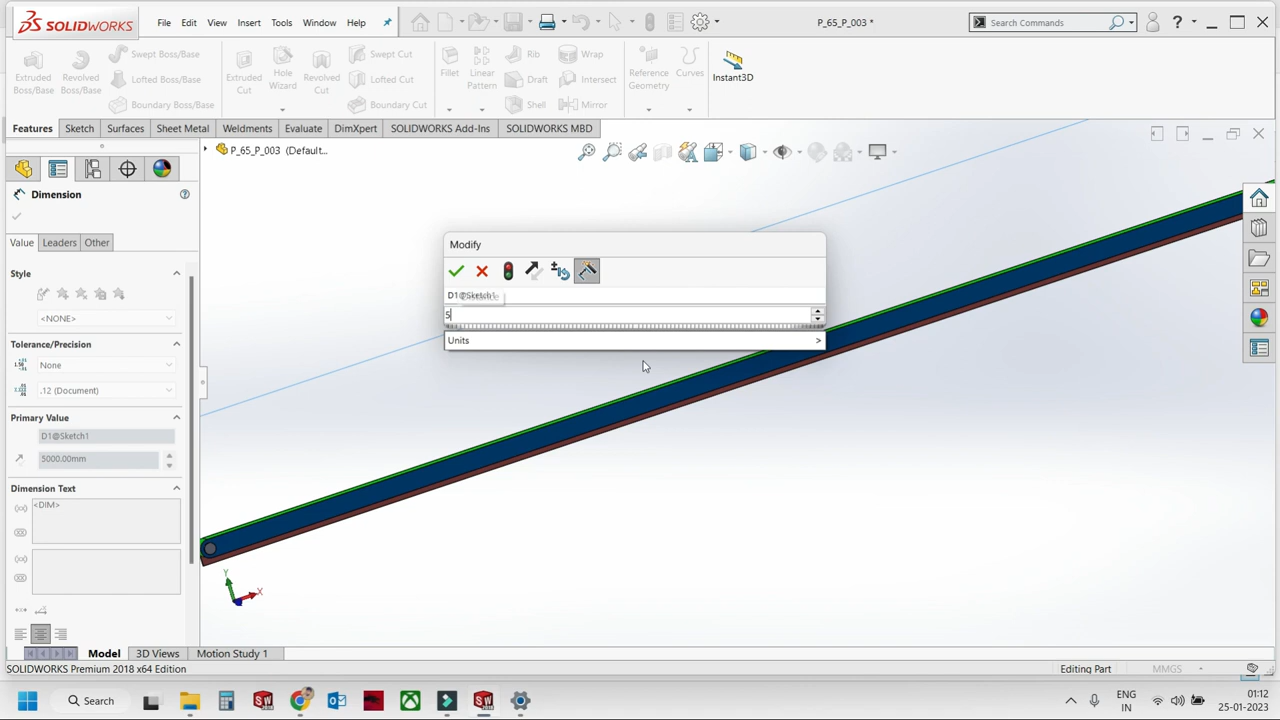 SOLIDWORKS File Edit View Insert Tools Window Help P_65_P_003 * Search Commands ?
Extruded Boss/Base
Revolved Boss/Base
Swept Boss/Base
Lofted Boss/Base
Boundary Boss/Base
Extruded Cut
Hole Wizard
Revolved Cut
Swept Cut
Lofted Cut
Boundary Cut
Fillet
Linear Pattern
Rib
Draft
Shell
Wrap
Intersect
Mirror
Reference Geometry
Curves
Instant3D
Features Sketch Surfaces Sheet Metal Weldments Evaluate DimXpert SOLIDWORKS Add-Ins SOLIDWORKS MBD
P_65_P_003 (Default...
Dimension
Value Leaders Other
Style
<NONE>
Tolerance/Precision
None
.12 (Document)
Primary Value
D1@Sketch1
5000.00mm
Dimension Text
<DIM>
Modify
D1@Sketch1
Distance
5
Units >
Y
X
Model 3D Views Motion Study 1
SOLIDWORKS Premium 2018 x64 Edition Editing Part MMGS
Search
ENG
IN
01:12
25-01-2023